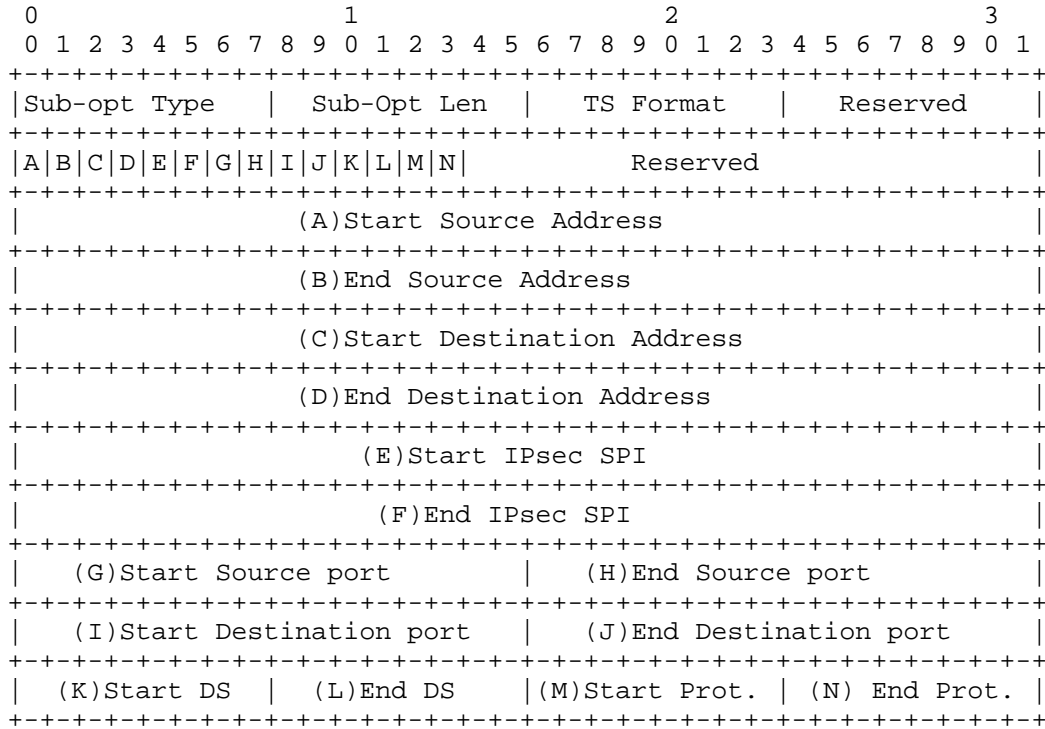 0                   1                   2                   3
 0 1 2 3 4 5 6 7 8 9 0 1 2 3 4 5 6 7 8 9 0 1 2 3 4 5 6 7 8 9 0 1
+-+-+-+-+-+-+-+-+-+-+-+-+-+-+-+-+-+-+-+-+-+-+-+-+-+-+-+-+-+-+-+-+
|Sub-opt Type   |  Sub-Opt Len  |   TS Format   |   Reserved    |
+-+-+-+-+-+-+-+-+-+-+-+-+-+-+-+-+-+-+-+-+-+-+-+-+-+-+-+-+-+-+-+-+
|A|B|C|D|E|F|G|H|I|J|K|L|M|N|          Reserved                 |
+-+-+-+-+-+-+-+-+-+-+-+-+-+-+-+-+-+-+-+-+-+-+-+-+-+-+-+-+-+-+-+-+
|                 (A)Start Source Address                       |
+-+-+-+-+-+-+-+-+-+-+-+-+-+-+-+-+-+-+-+-+-+-+-+-+-+-+-+-+-+-+-+-+
|                 (B)End Source Address                         |
+-+-+-+-+-+-+-+-+-+-+-+-+-+-+-+-+-+-+-+-+-+-+-+-+-+-+-+-+-+-+-+-+
|                 (C)Start Destination Address                  |
+-+-+-+-+-+-+-+-+-+-+-+-+-+-+-+-+-+-+-+-+-+-+-+-+-+-+-+-+-+-+-+-+
|                 (D)End Destination Address                    |
+-+-+-+-+-+-+-+-+-+-+-+-+-+-+-+-+-+-+-+-+-+-+-+-+-+-+-+-+-+-+-+-+
|                     (E)Start IPsec SPI                        |
+-+-+-+-+-+-+-+-+-+-+-+-+-+-+-+-+-+-+-+-+-+-+-+-+-+-+-+-+-+-+-+-+
|                      (F)End IPsec SPI                         |
+-+-+-+-+-+-+-+-+-+-+-+-+-+-+-+-+-+-+-+-+-+-+-+-+-+-+-+-+-+-+-+-+
|   (G)Start Source port        |   (H)End Source port          |
+-+-+-+-+-+-+-+-+-+-+-+-+-+-+-+-+-+-+-+-+-+-+-+-+-+-+-+-+-+-+-+-+
|   (I)Start Destination port   |   (J)End Destination port     |
+-+-+-+-+-+-+-+-+-+-+-+-+-+-+-+-+-+-+-+-+-+-+-+-+-+-+-+-+-+-+-+-+
|  (K)Start DS  |  (L)End DS    |(M)Start Prot. | (N) End Prot. |
+-+-+-+-+-+-+-+-+-+-+-+-+-+-+-+-+-+-+-+-+-+-+-+-+-+-+-+-+-+-+-+-+